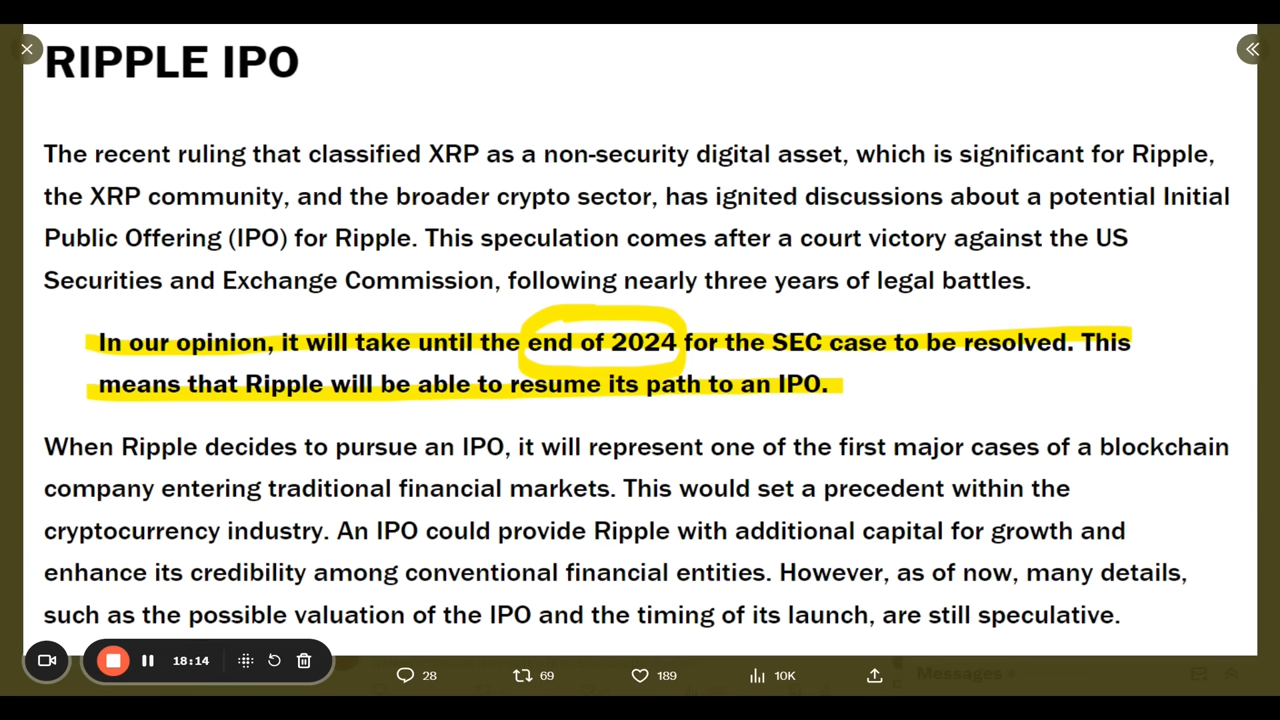 RIPPLE IPO
The recent ruling that classified XRP as a non-security digital asset, which is significant for Ripple,
the XRP community, and the broader crypto sector, has ignited discussions about a potential Initial
Public Offering (IPO) for Ripple. This speculation comes after a court victory against the US
Securities and Exchange Commission, following nearly three years of legal battles.
In our opinion, it will take until the end of 2024 for the SEC case to be resolved. This
means that Ripple will be able to resume its path to an IPO.
When Ripple decides to pursue an IPO, it will represent one of the first major cases of a blockchain
company entering traditional financial markets. This would set a precedent within the
cryptocurrency industry. An IPO could provide Ripple with additional capital for growth and
enhance its credibility among conventional financial entities. However, as of now, many details,
such as the possible valuation of the IPO and the timing of its launch, are still speculative.
18:14
28 69 189 10K
Messages